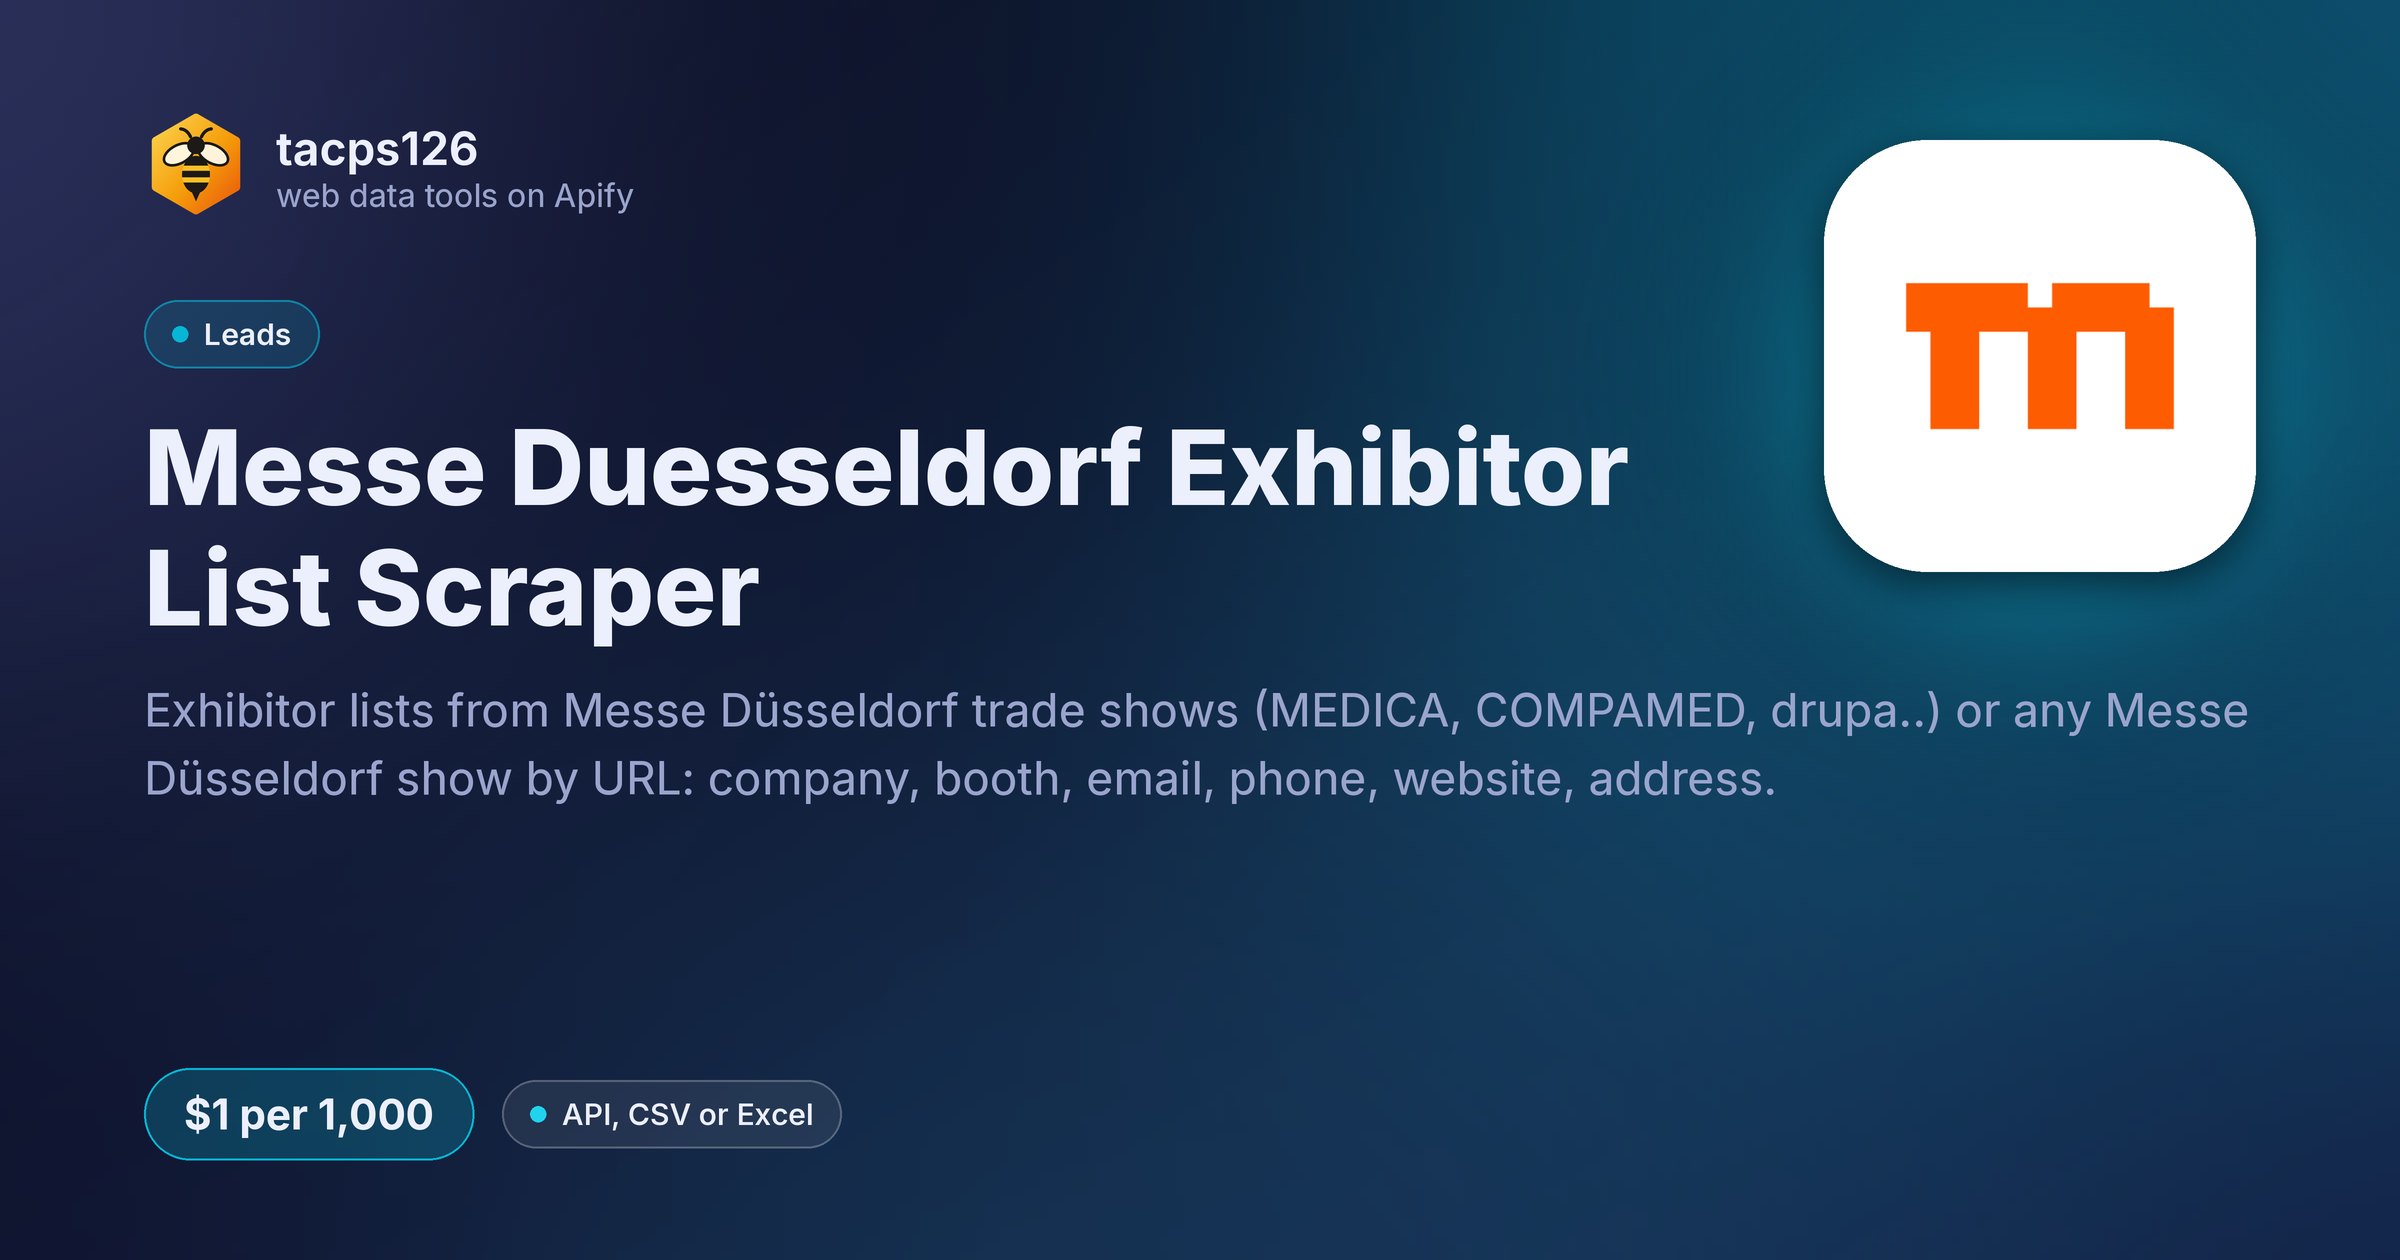 tacps126
web data tools on Apify
Leads
Messe Duesseldorf Exhibitor
List Scraper
Exhibitor lists from Messe Düsseldorf trade shows (MEDICA, COMPAMED, drupa..) or any Messe
Düsseldorf show by URL: company, booth, email, phone, website, address.
$1 per 1,000
API, CSV or Excel